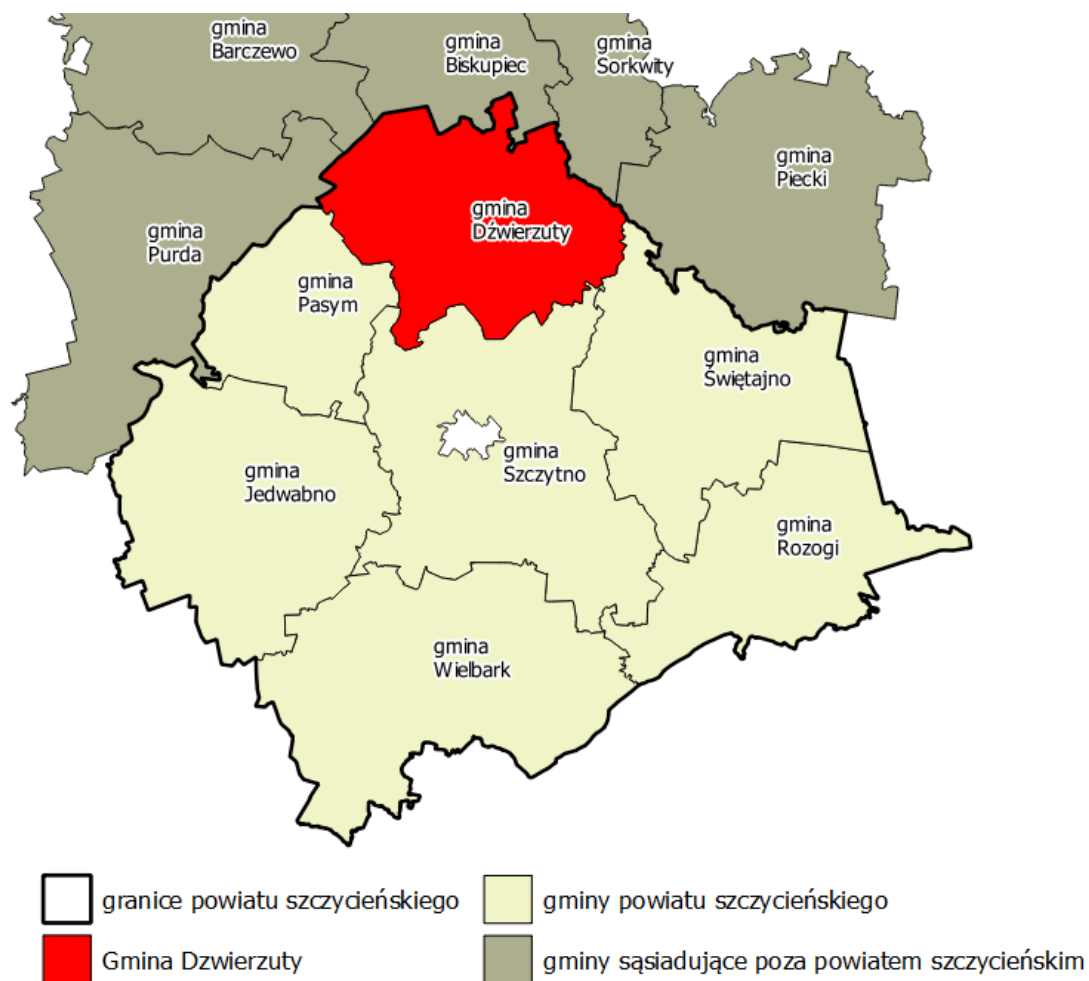 gmina
Barczewo
gmina
Biskupiec
gmina
Sorkwity
gmina
Piecki
gmina
Purda
gmina
Dźwierzuty
gmina
Pasym
gmina
Świętajno
gmina
Szczytno
gmina
Jedwabno
gmina
Rozogi
gmina
Wielbark
granice powiatu szczycieńskiego
gminy powiatu szczycieńskiego
Gmina Dzwierzuty
gminy sąsiadujące poza powiatem szczycieńskim